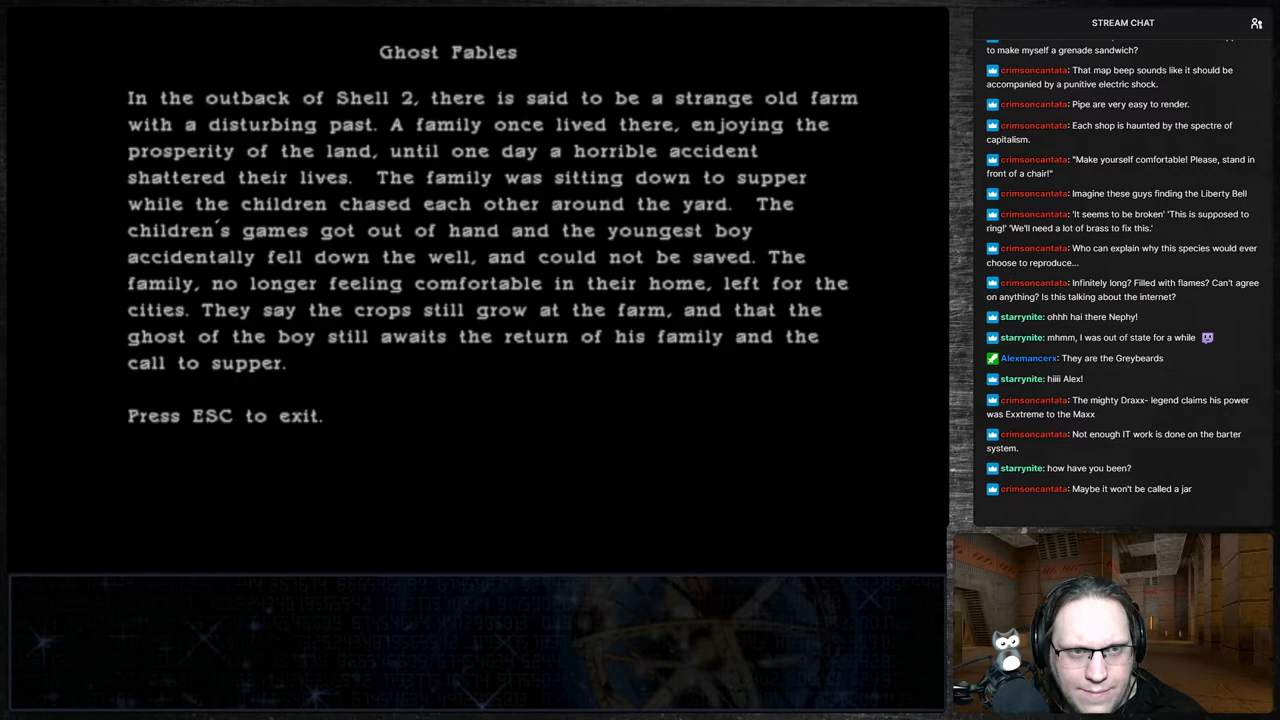 Ghost Fables
In the outback of Shell 2, there is said to be a strange old farm
with a disturbing past. A family once lived there, enjoying the
prosperity of the land, until one day a horrible accident
shattered their lives. The family was sitting down to supper
while the children chased each other around the yard. The
children's games got out of hand and the youngest boy
accidentally fell down the well, and could not be saved. The
family, no longer feeling comfortable in their home, left for the
cities. They say the crops still grow at the farm, and that the
ghost of the boy still awaits the return of his family and the
call to supper.
Press ESC to exit.
STREAM CHAT
to make myself a grenade sandwich?
crimsoncantata: That map boop sounds like it should be
accompanied by a punitive electric shock.
crimsoncantata: Pipe are very easy to render.
crimsoncantata: Each shop is haunted by the spectre of
capitalism.
crimsoncantata: "Make yourself comfortable! Please, stand in
front of a chair!"
crimsoncantata: Imagine these guys finding the Liberty Bell
crimsoncantata: 'It seems to be broken' 'This is supposed to
ring!' 'We'll need a lot of brass to fix this.'
crimsoncantata: Who can explain why this species would ever
choose to reproduce...
crimsoncantata: Infinitely long? Filed with flames? Can't agree
on anything? Is this talking about the internet?
starrynite: ohhh hai there Nephy!
starrynite: mhmm, I was out of state for a while
Alexmancerx: They are the Greybeards
starrynite: hiiii Alex!
crimsoncantata: The mighty Draxx- legend claims his power
was Exxtreme to the Maxx
crimsoncantata: Not enough IT work is done on the barter
system.
starrynite: how have you been?
crimsoncantata: Maybe it won't be called a jar